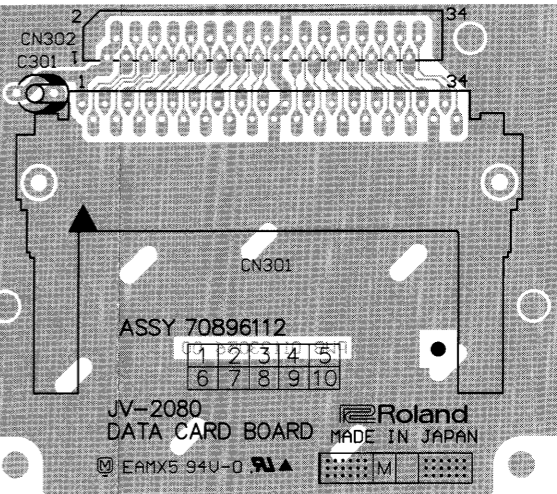 2 34
CN302
1
C301
1 34
CN301
ASSY 70896112
1 2 3 4 5
6 7 8 9 10
JV-2080
DATA CARD BOARD
Roland
MADE IN JAPAN
M EAMX5 94V-0
M